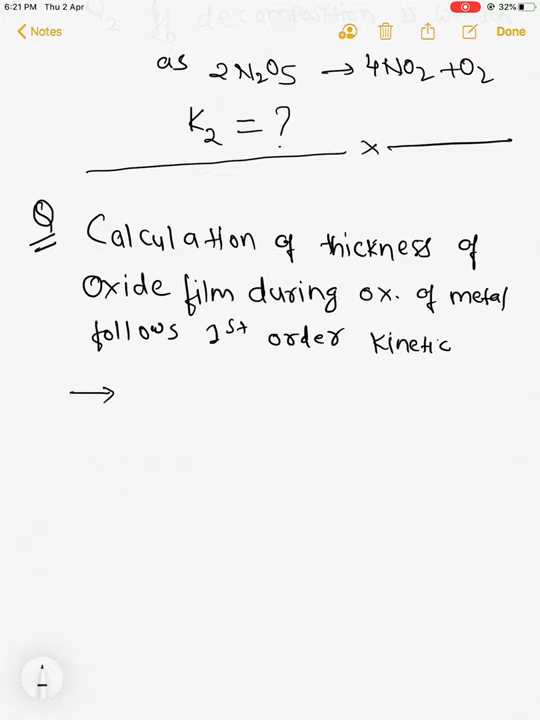 6:21 PM Thu 2 Apr
32%
Notes
Done
as 2N2O5 → 4NO2 + O2
K2 = ?
x
Q Calculation of thickness of
Oxide film during ox. of metal
follows 1st order Kinetic
→